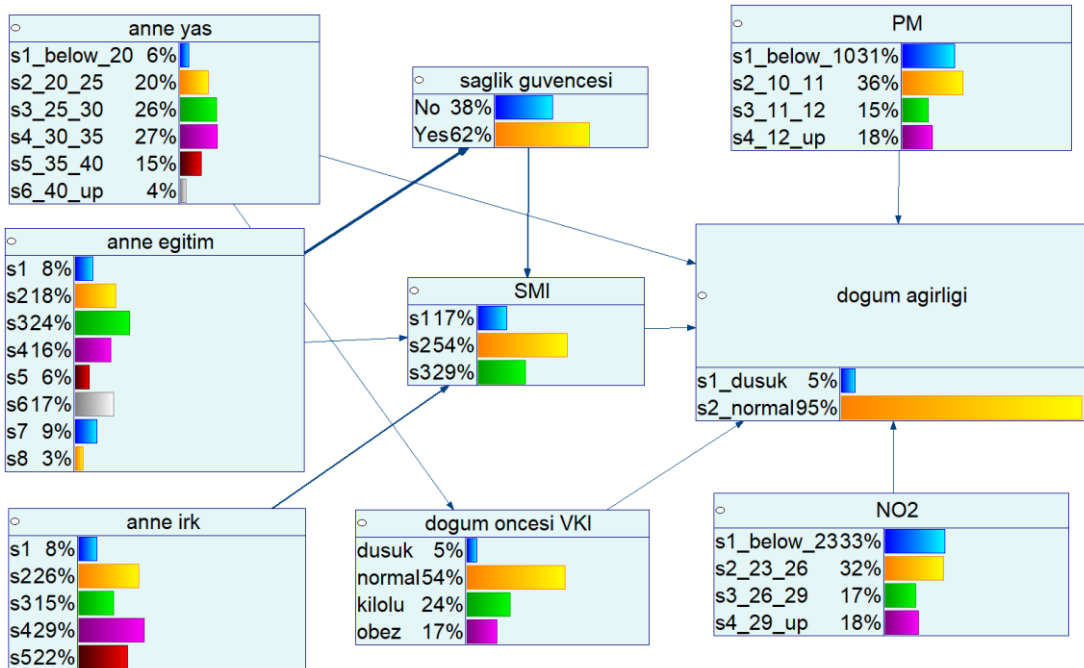 anne yas
s1_below_20 6%
s2_20_25 20%
s3_25_30 26%
s4_30_35 27%
s5_35_40 15%
s6_40_up 4%
saglik guvencesi
No 38%
Yes62%
PM
s1_below_1031%
s2_10_11 36%
s3_11_12 15%
s4_12_up 18%
anne egitim
s1 8%
s218%
s324%
s416%
s5 6%
s617%
s7 9%
s8 3%
SMI
s117%
s254%
s329%
dogum agirligi
s1_dusuk 5%
s2_normal95%
anne irk
s1 8%
s226%
s315%
s429%
s522%
dogum oncesi VKI
dusuk 5%
normal54%
kilolu 24%
obez 17%
NO2
s1_below_2333%
s2_23_26 32%
s3_26_29 17%
s4_29_up 18%